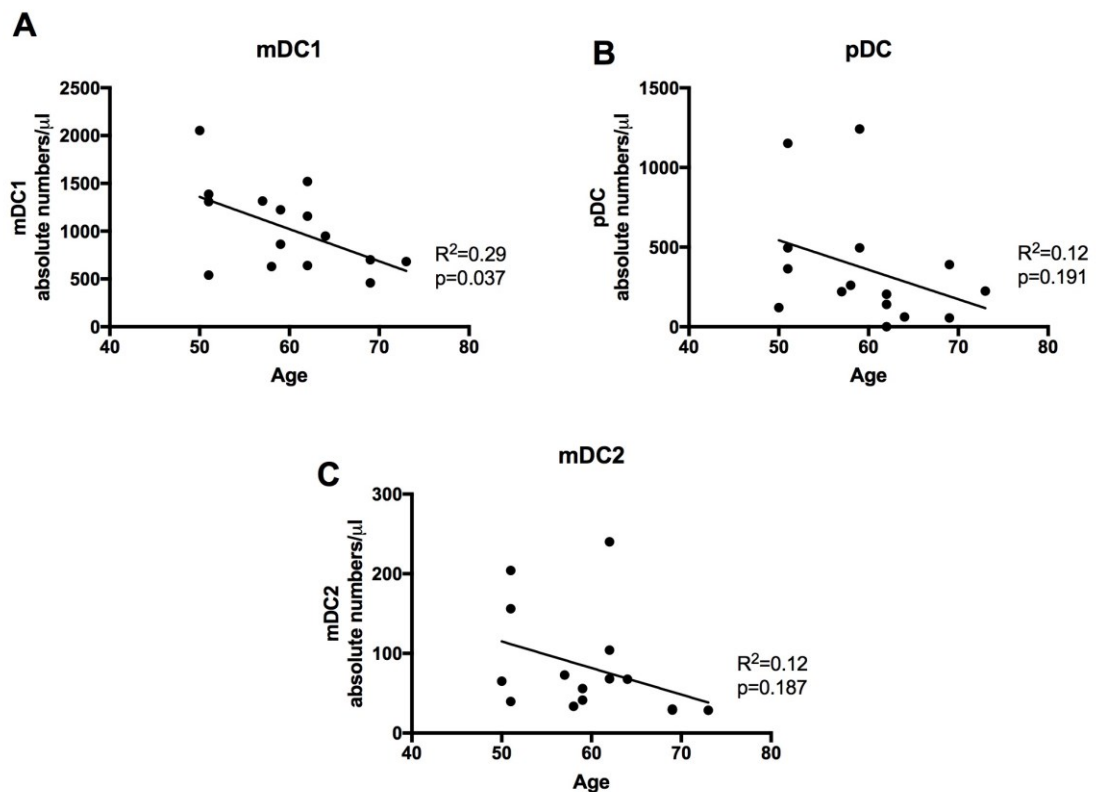 A
mDC1
mDC1
absolute numbers/μl
2500
2000
1500
1000
500
0
40
50
60
70
80
Age
R²=0.29
p=0.037
B
pDC
pDC
absolute numbers/μl
1500
1000
500
0
40
50
60
70
80
Age
R²=0.12
p=0.191
C
mDC2
mDC2
absolute numbers/μl
300
200
100
0
40
50
60
70
80
Age
R²=0.12
p=0.187